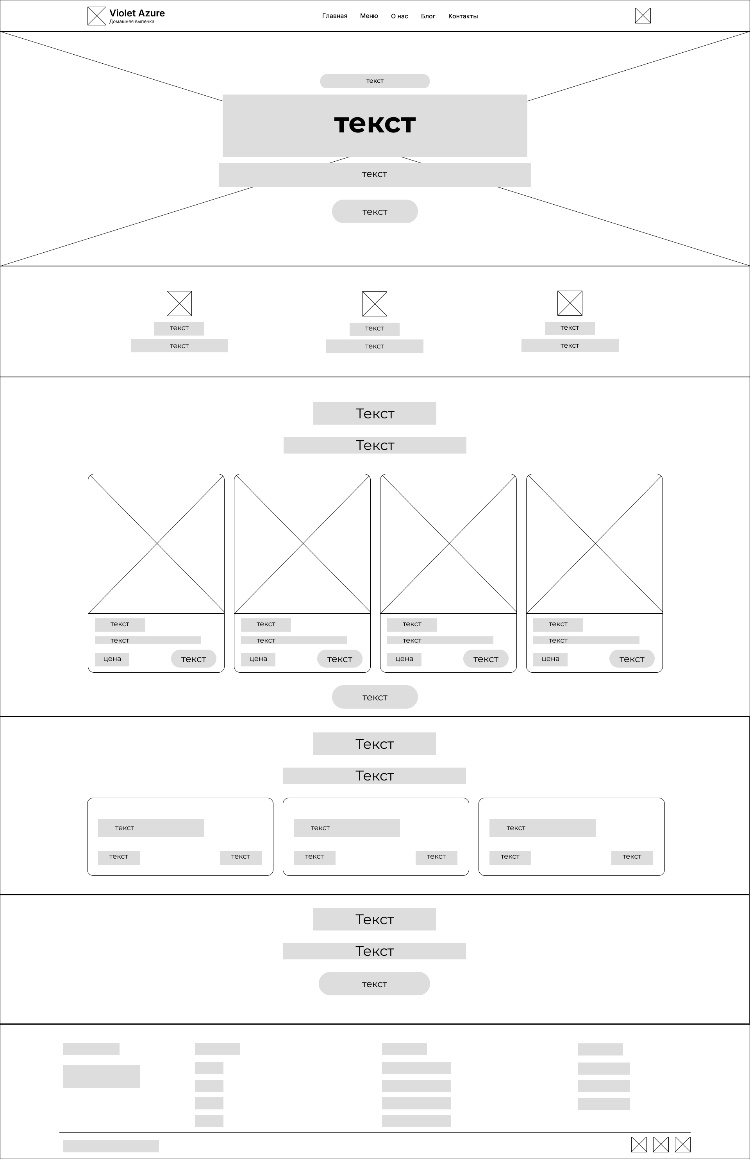 Violet Azure
Домашняя выпечка
Главная Меню О нас Блог Контакты
текст
текст
текст
текст
текст текст текст
текст текст текст
Текст
Текст
текст текст текст текст
текст текст текст текст
цена текст цена текст цена текст цена текст
текст
Текст
Текст
текст текст текст
текст текст текст текст текст текст
Текст
Текст
текст